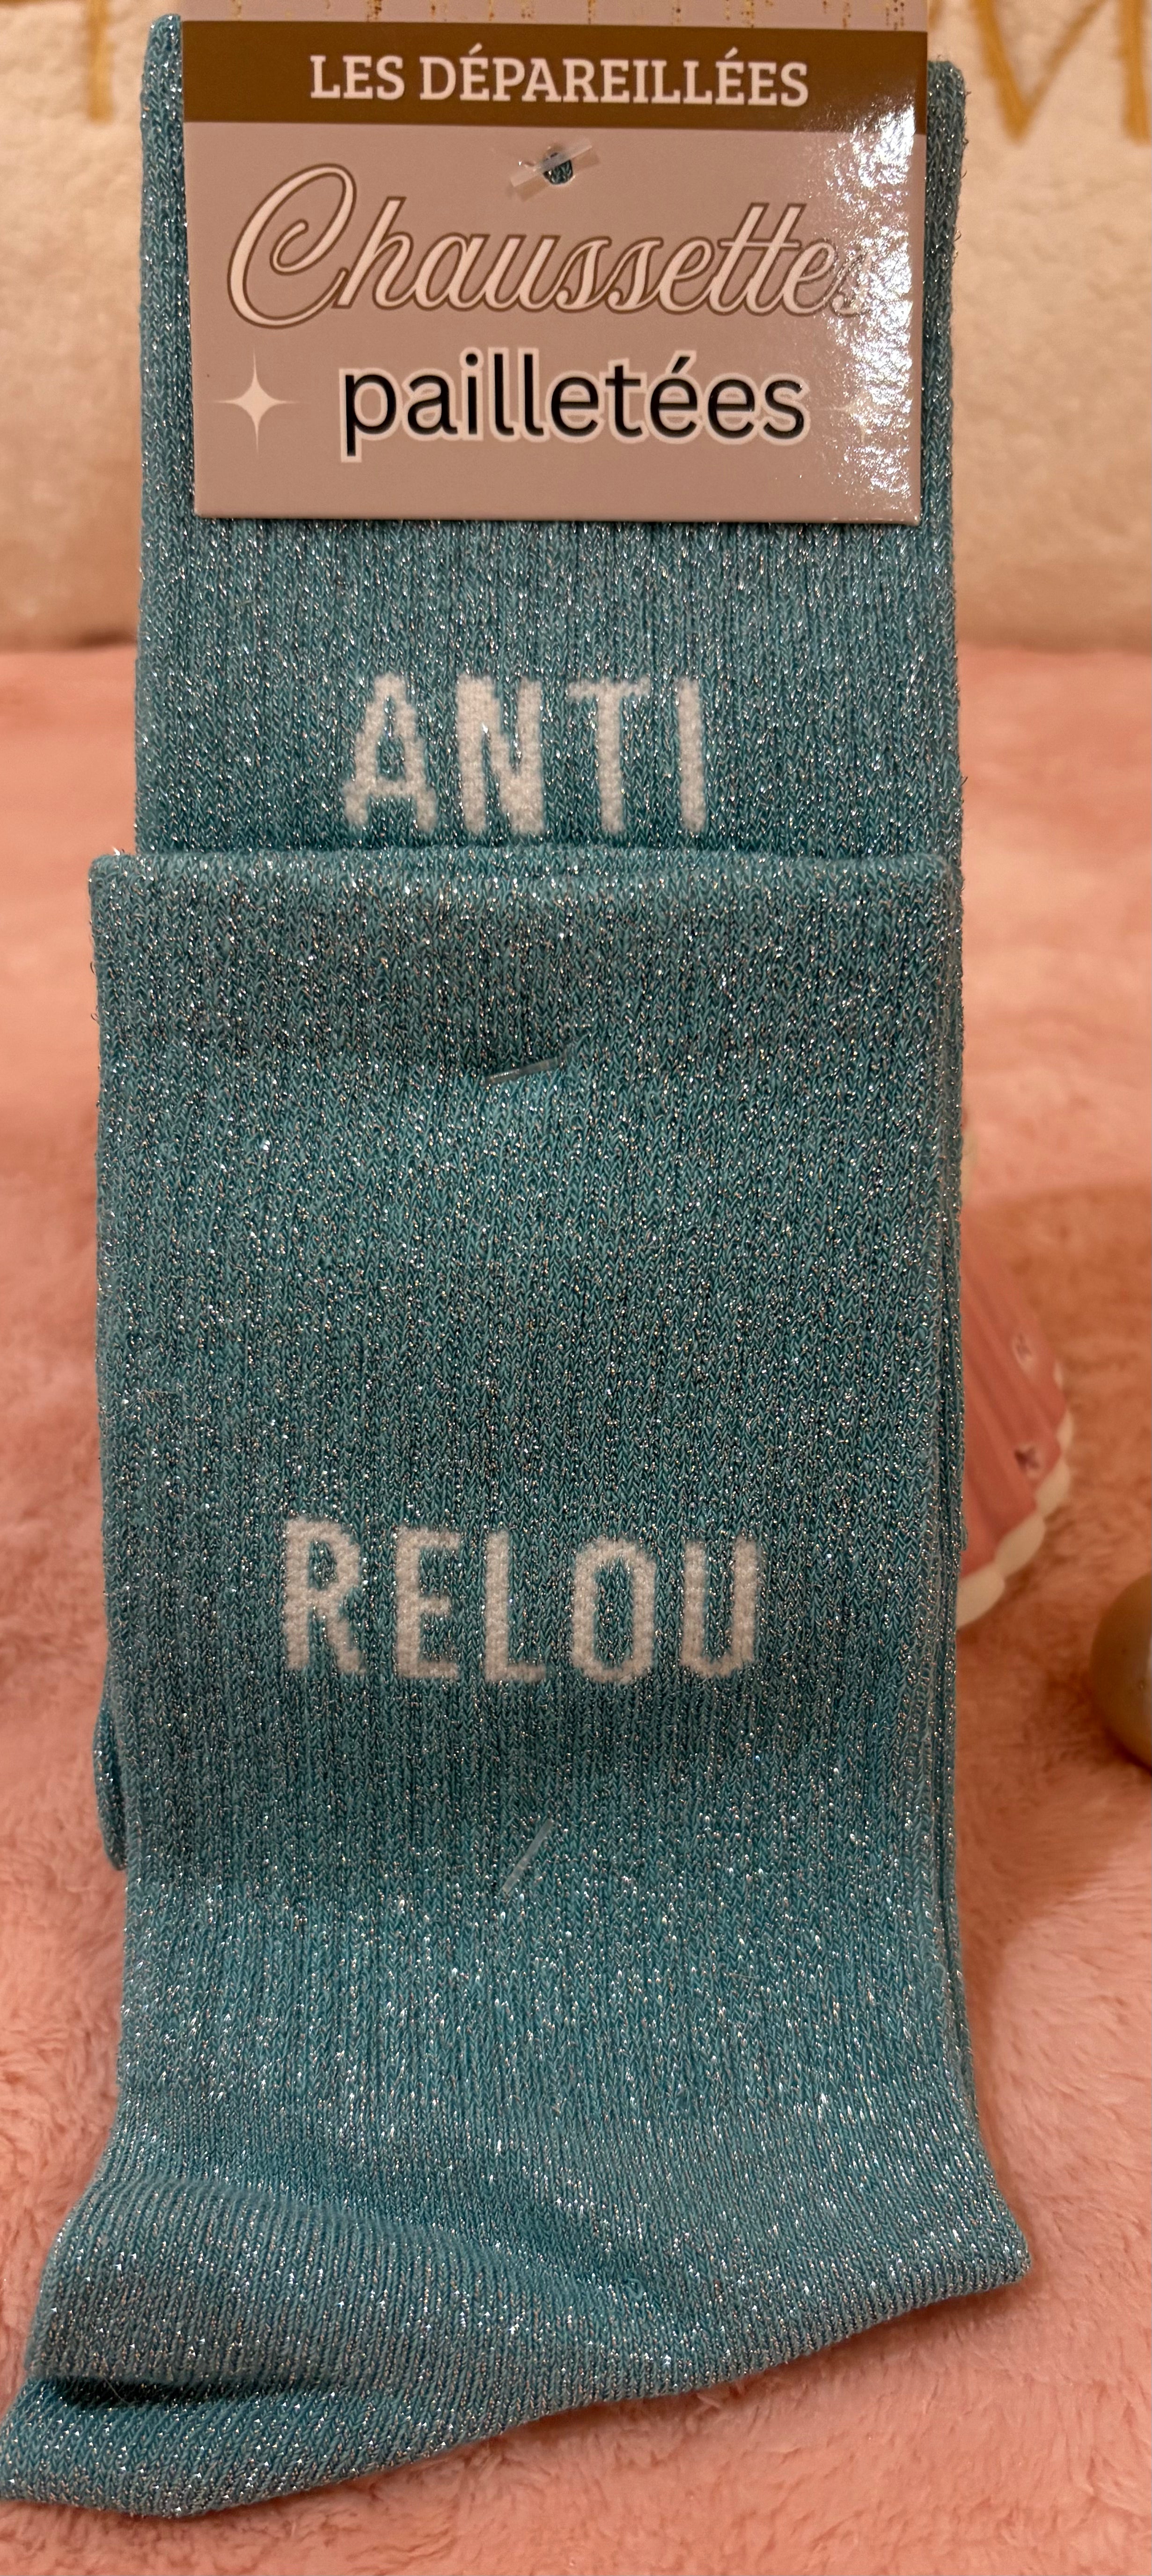 LES DÉPAREILLÉES
Chaussettes
pailletées
ANTI
RELOU